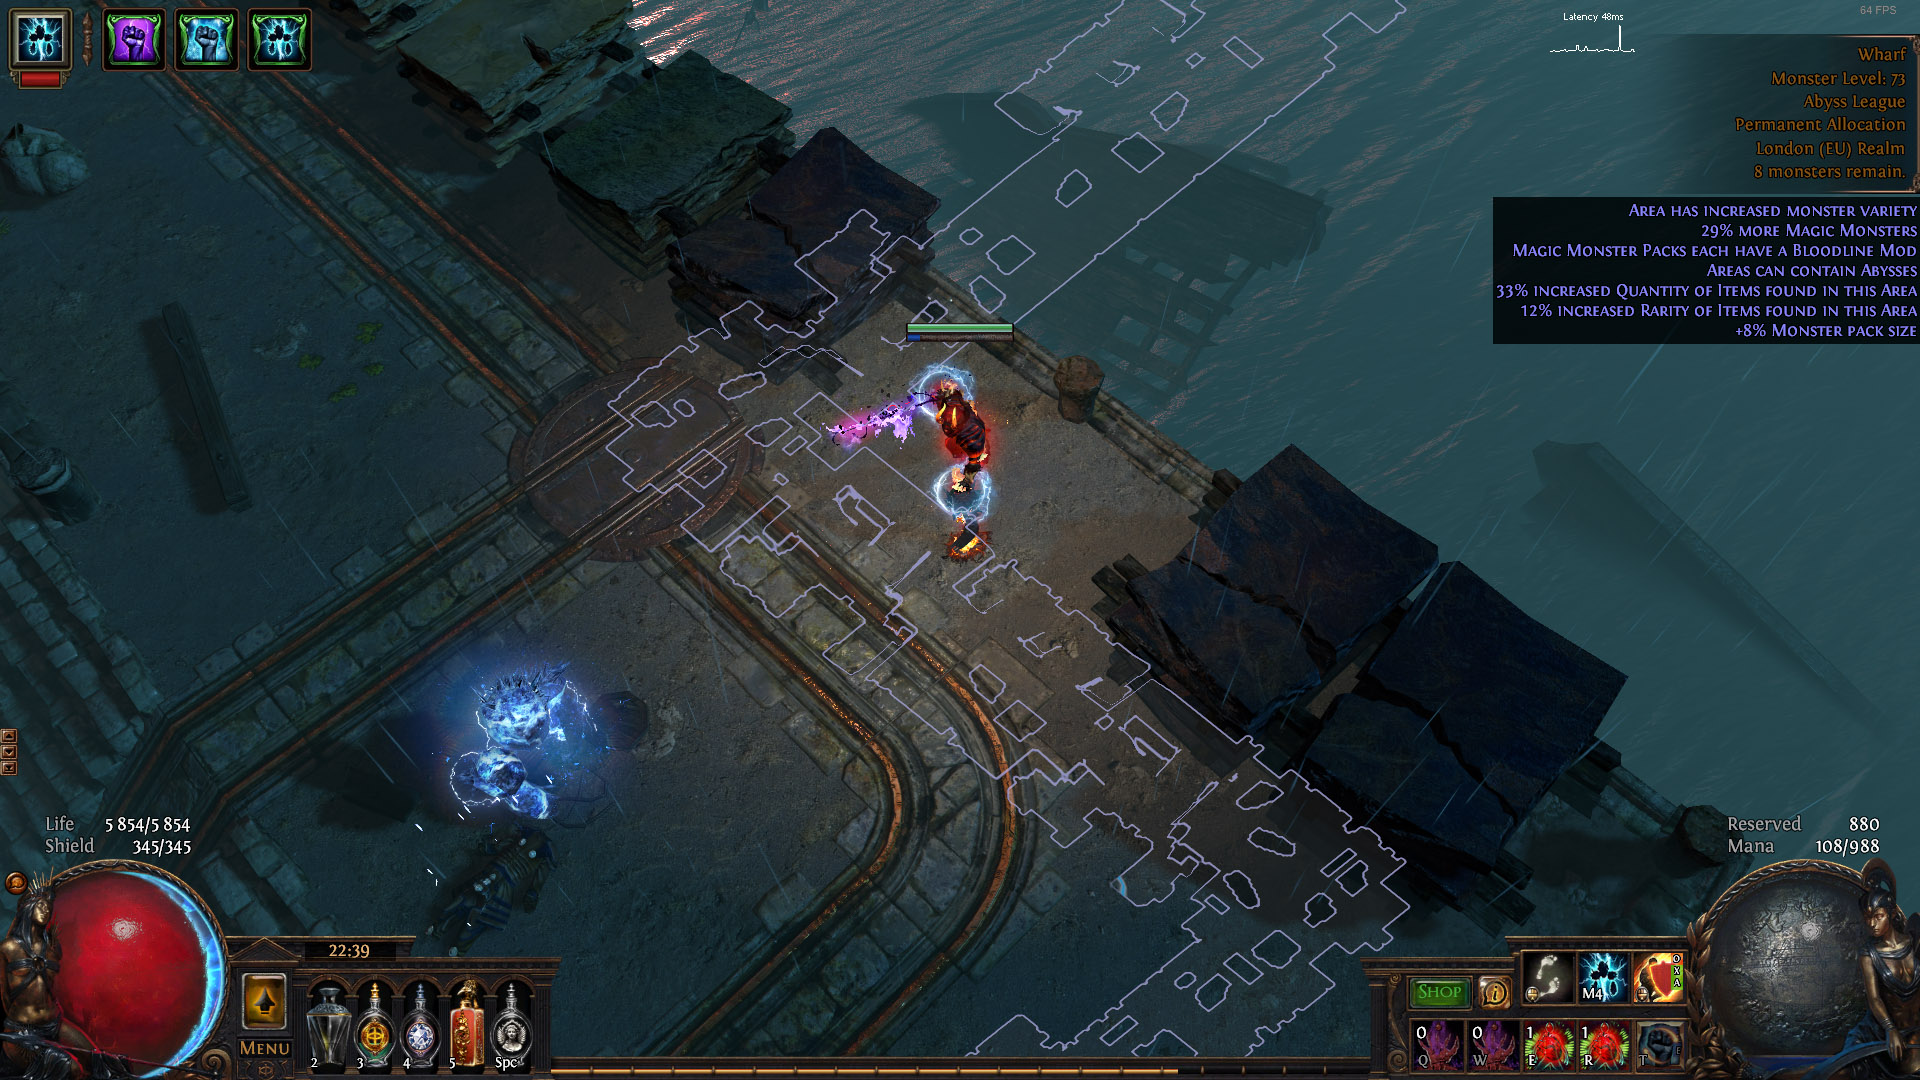 Latency 48ms
64 FPS
Wharf
Monster Level: 73
Abyss League
Permanent Allocation
London (EU) Realm
8 monsters remain.
Area has increased monster variety
29% more Magic Monsters
Magic Monster Packs each have a Bloodline Mod
Areas can contain Abysses
33% increased Quantity of Items found in this Area
12% increased Rarity of Items found in this Area
+8% Monster pack size
Life 5 854/5 854
Shield 345/345
Reserved 880
Mana 108/988
22:39
Menu
2 3 4 5 Spc
Shop
M4
O
X
A
0 0 1 1
Q W E R T